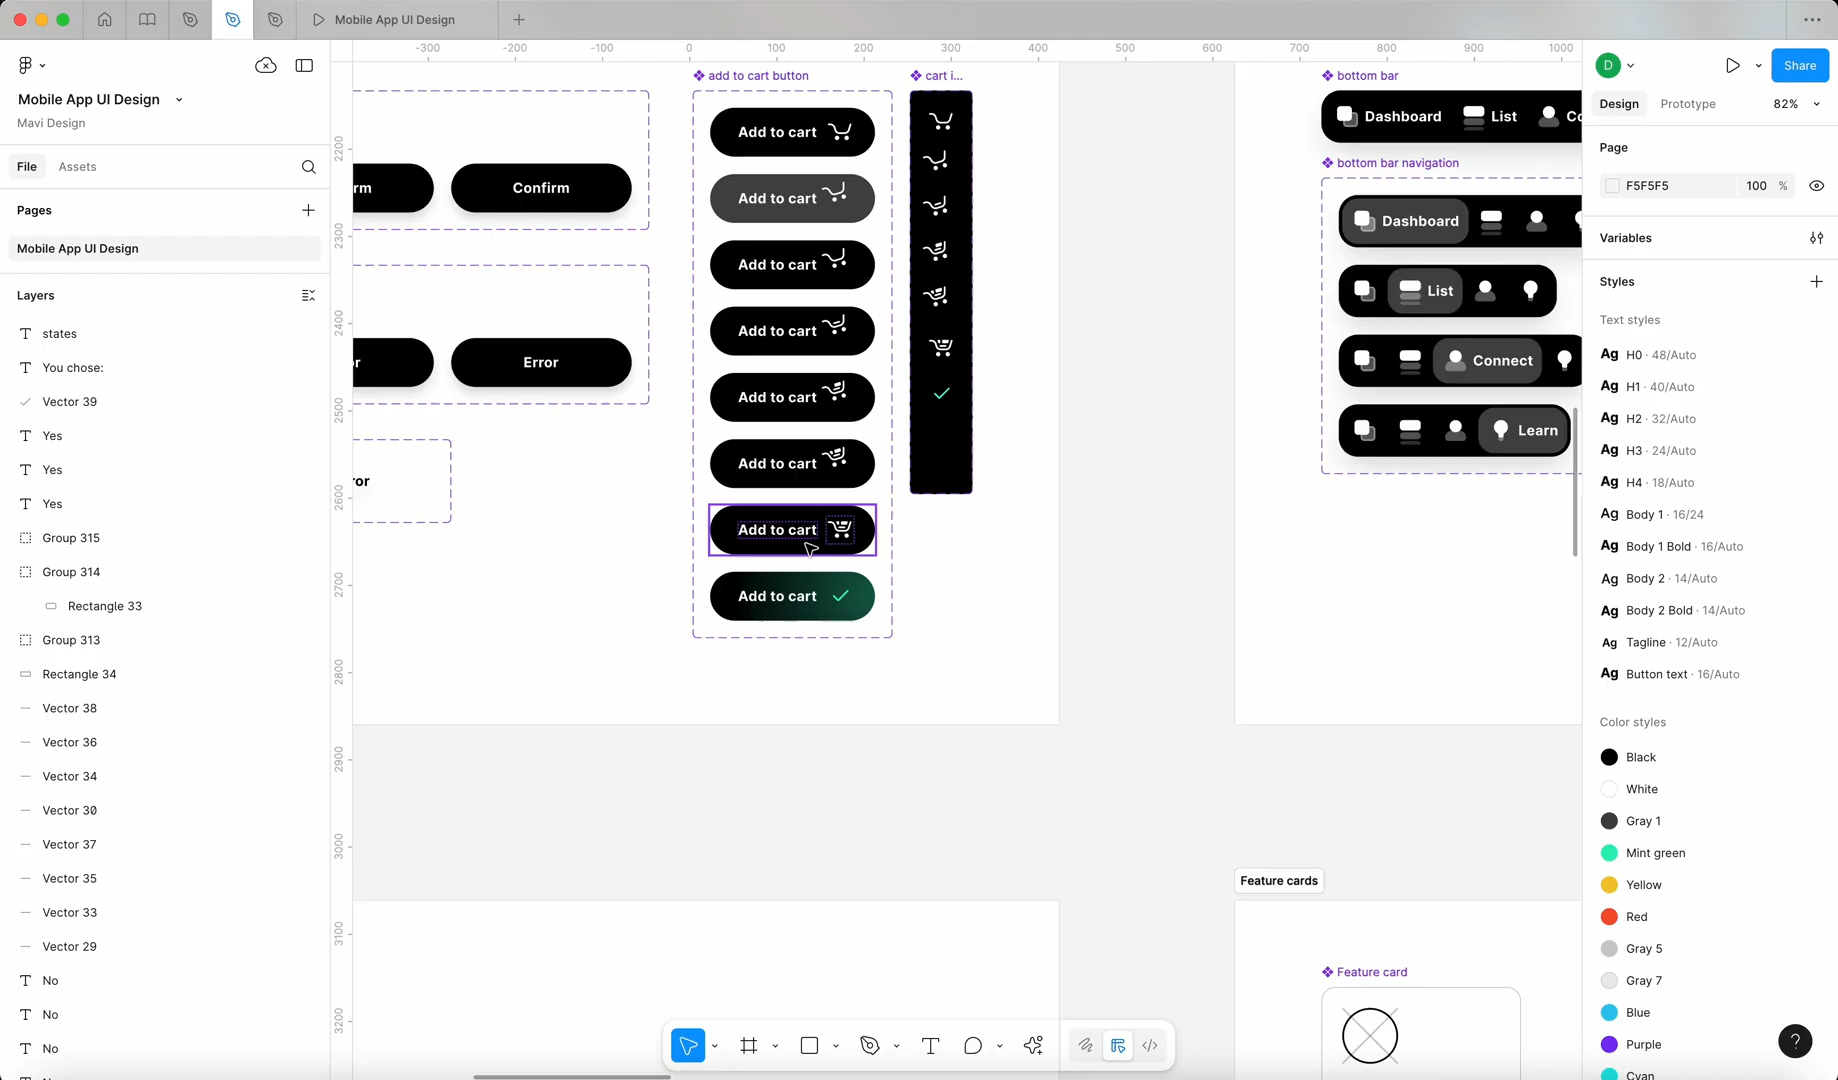 Mobile App UI Design
Mobile App UI Design
Mavi Design
File
Assets
Pages
Mobile App UI Design
Layers
states
You chose:
Vector 39
Yes
Yes
Yes
Group 315
Group 314
Rectangle 33
Group 313
Rectangle 34
Vector 38
Vector 36
Vector 34
Vector 30
Vector 37
Vector 35
Vector 33
Vector 29
No
No
No
-300
-200
-100
0
100
200
300
400
500
600
700
800
900
1000
2200
2300
2400
2500
2600
2700
2800
2900
3000
3100
3200
rm
Confirm
or
Error
ror
add to cart button
Add to cart
Add to cart
Add to cart
Add to cart
Add to cart
Add to cart
Add to cart
Add to cart
cart i...
bottom bar
Dashboard
List
Co
bottom bar navigation
Dashboard
List
Connect
Learn
Feature cards
Feature card
D
Share
Design
Prototype
82%
Page
F5F5F5
100
%
Variables
Styles
Text styles
Ag H0 · 48/Auto
Ag H1 · 40/Auto
Ag H2 · 32/Auto
Ag H3 · 24/Auto
Ag H4 · 18/Auto
Ag Body 1 · 16/24
Ag Body 1 Bold · 16/Auto
Ag Body 2 · 14/Auto
Ag Body 2 Bold · 14/Auto
Ag Tagline · 12/Auto
Ag Button text · 16/Auto
Color styles
Black
White
Gray 1
Mint green
Yellow
Red
Gray 5
Gray 7
Blue
Purple
Cyan
?